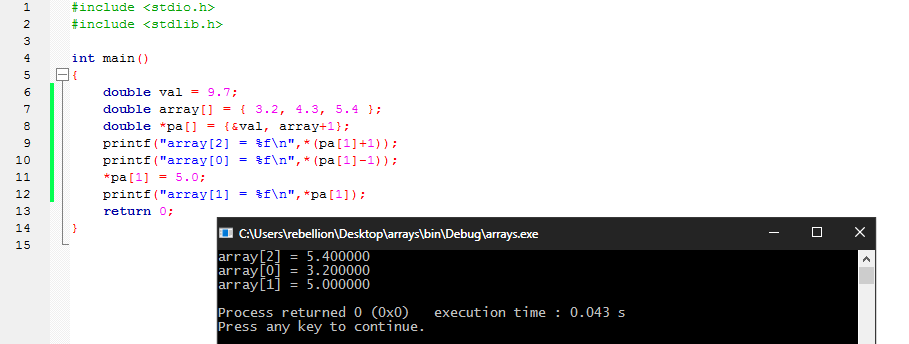 1 #include <stdio.h>
2 #include <stdlib.h>
3
4 int main()
5 {
6 double val = 9.7;
7 double array[] = { 3.2, 4.3, 5.4 };
8 double *pa[] = {&val, array+1};
9 printf("array[2] = %f\n",*(pa[1]+1));
10 printf("array[0] = %f\n",*(pa[1]-1));
11 *pa[1] = 5.0;
12 printf("array[1] = %f\n",*pa[1]);
13 return 0;
14 }
15
C:\Users\rebellion\Desktop\arrays\bin\Debug\arrays.exe
array[2] = 5.400000
array[0] = 3.200000
array[1] = 5.000000
Process returned 0 (0x0) execution time : 0.043 s
Press any key to continue.